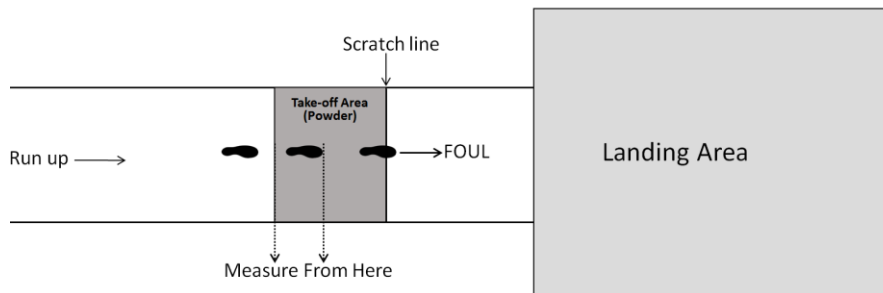 Scratch line
Take-off Area
(Powder)
Run up
FOUL
Landing Area
Measure From Here